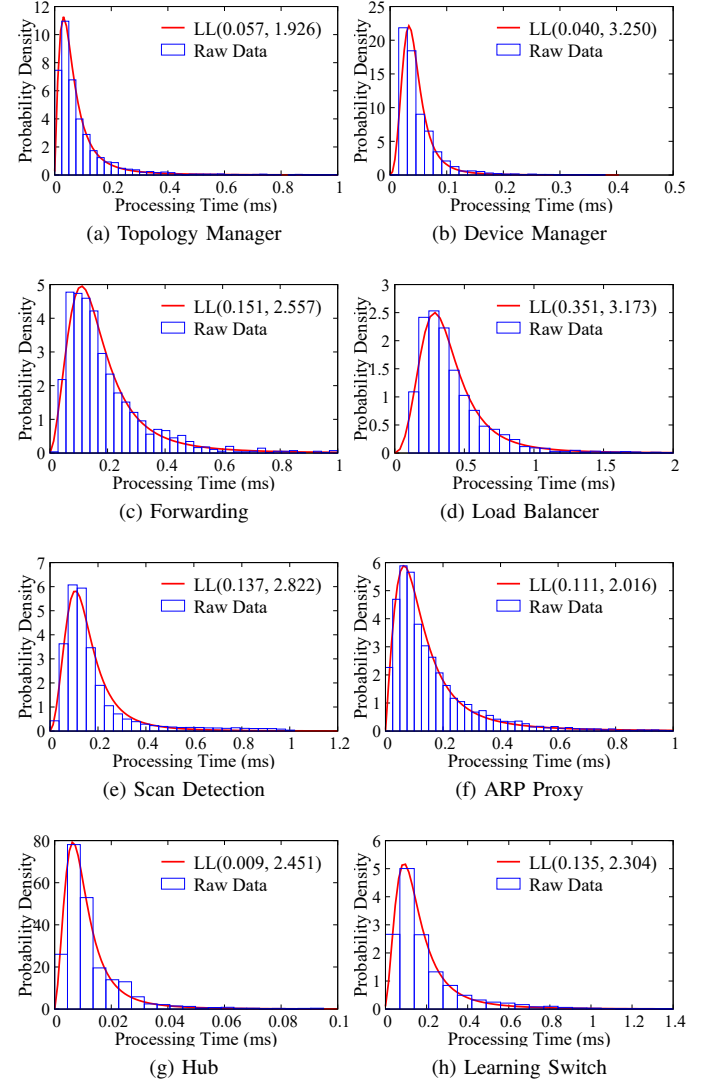 Probability Density
12
10
8
6
4
2
0
LL(0.057, 1.926)
Raw Data
0 0.2 0.4 0.6 0.8 1
Processing Time (ms)
(a) Topology Manager
Probability Density
25
20
15
10
5
0
LL(0.040, 3.250)
Raw Data
0 0.1 0.2 0.3 0.4 0.5
Processing Time (ms)
(b) Device Manager
Probability Density
5
4
3
2
1
0
LL(0.151, 2.557)
Raw Data
0 0.2 0.4 0.6 0.8 1
Processing Time (ms)
(c) Forwarding
Probability Density
3
2.5
2
1.5
1
0.5
0
LL(0.351, 3.173)
Raw Data
0 0.5 1 1.5 2
Processing Time (ms)
(d) Load Balancer
Probability Density
7
6
5
4
3
2
1
0
LL(0.137, 2.822)
Raw Data
0 0.2 0.4 0.6 0.8 1 1.2
Processing Time (ms)
(e) Scan Detection
Probability Density
6
5
4
3
2
1
0
LL(0.111, 2.016)
Raw Data
0 0.2 0.4 0.6 0.8 1
Processing Time (ms)
(f) ARP Proxy
Probability Density
80
60
40
20
0
LL(0.009, 2.451)
Raw Data
0 0.02 0.04 0.06 0.08 0.1
Processing Time (ms)
(g) Hub
Probability Density
6
5
4
3
2
1
0
LL(0.135, 2.304)
Raw Data
0 0.2 0.4 0.6 0.8 1 1.2 1.4
Processing Time (ms)
(h) Learning Switch